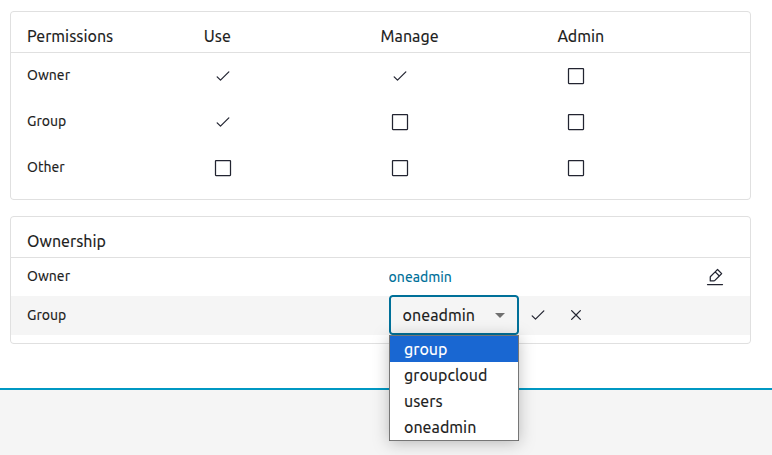 Permissions Use Manage Admin
Owner
Group
Other
Ownership
Owner oneadmin
Group oneadmin
group
groupcloud
users
oneadmin